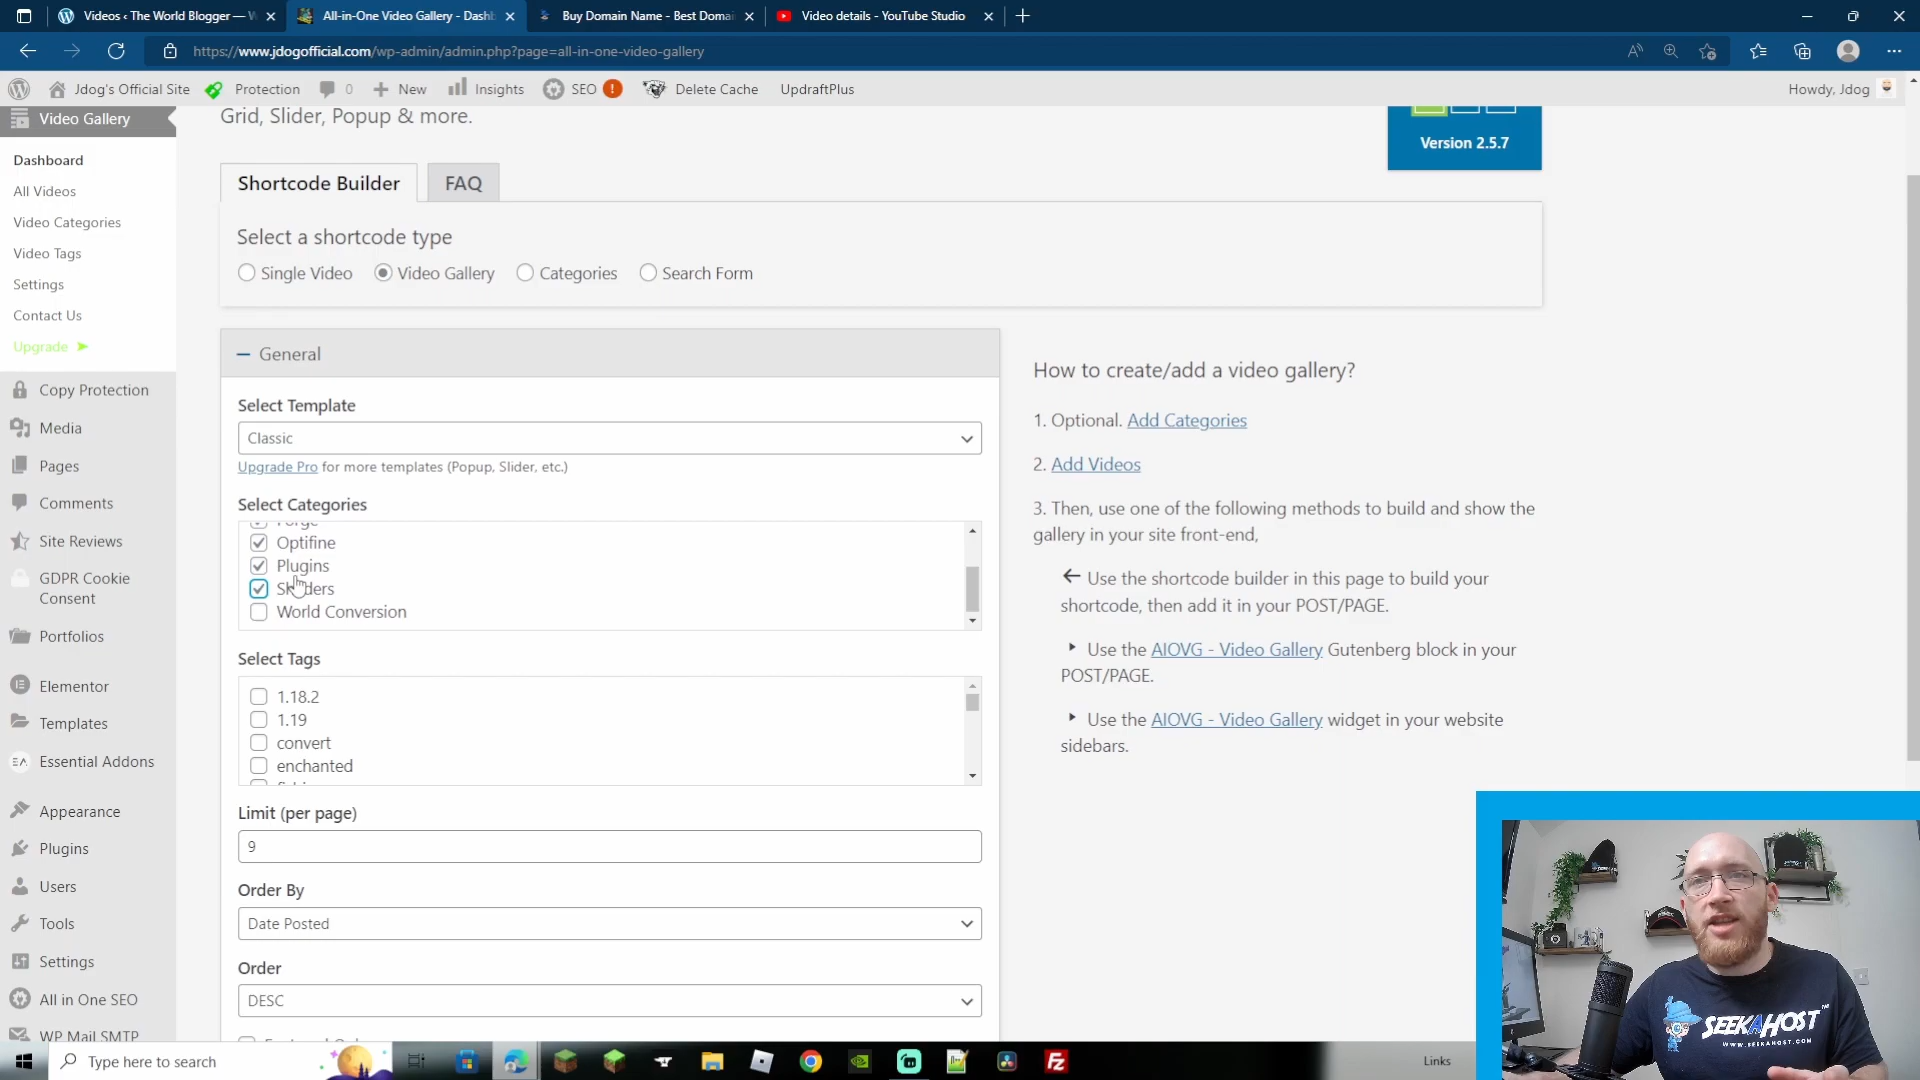 Videos ‹ The World Blogger — W
All-in-One Video Gallery - Dashb
Buy Domain Name - Best Domai
Video details - YouTube Studio
https://www.jdogofficial.com/wp-admin/admin.php?page=all-in-one-video-gallery
Jdog's Official Site
Protection
0
New
Insights
SEO
!
Delete Cache
UpdraftPlus
Howdy, Jdog
Video Gallery
Dashboard
All Videos
Video Categories
Video Tags
Settings
Contact Us
Upgrade
Copy Protection
Media
Pages
Comments
Site Reviews
GDPR Cookie
Consent
Portfolios
Elementor
Templates
Essential Addons
Appearance
Plugins
Users
Tools
Settings
All in One SEO
WP Mail SMTP
Grid, Slider, Popup & more.
Version 2.5.7
Shortcode Builder
FAQ
Select a shortcode type
Single Video
Video Gallery
Categories
Search Form
General
Select Template
Classic
Upgrade Pro for more templates (Popup, Slider, etc.)
Select Categories
Forge
Optifine
Plugins
Shaders
World Conversion
Select Tags
1.18.2
1.19
convert
enchanted
Limit (per page)
9
Order By
Date Posted
Order
DESC
How to create/add a video gallery?
1. Optional. Add Categories
2. Add Videos
3. Then, use one of the following methods to build and show the
gallery in your site front-end,
Use the shortcode builder in this page to build your
shortcode, then add it in your POST/PAGE.
Use the AIOVG - Video Gallery Gutenberg block in your
POST/PAGE.
Use the AIOVG - Video Gallery widget in your website
sidebars.
SEEKAHOST™
WWW.SEEKAHOST.COM
Type here to search
Links